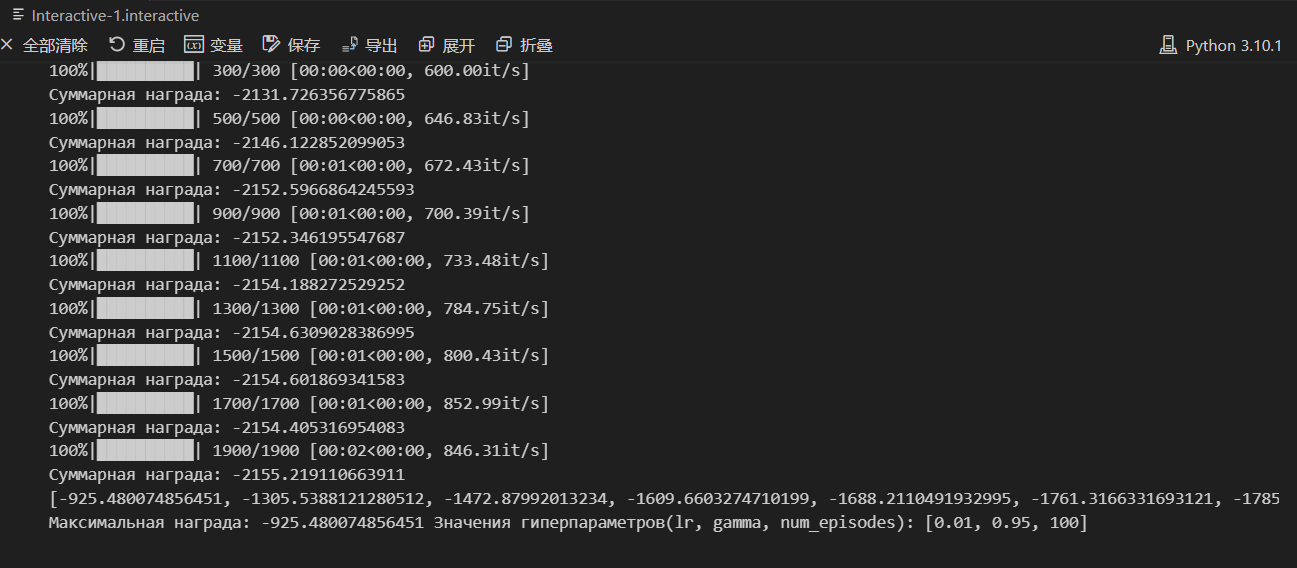 Interactive-1.interactive
全部清除 重启 变量 保存 导出 展开 折叠 Python 3.10.1
100%|██████████| 300/300 [00:00<00:00, 600.00it/s]
Суммарная награда: -2131.726356775865
100%|██████████| 500/500 [00:00<00:00, 646.83it/s]
Суммарная награда: -2146.122852099053
100%|██████████| 700/700 [00:01<00:00, 672.43it/s]
Суммарная награда: -2152.5966864245593
100%|██████████| 900/900 [00:01<00:00, 700.39it/s]
Суммарная награда: -2152.346195547687
100%|██████████| 1100/1100 [00:01<00:00, 733.48it/s]
Суммарная награда: -2154.188272529252
100%|██████████| 1300/1300 [00:01<00:00, 784.75it/s]
Суммарная награда: -2154.6309028386995
100%|██████████| 1500/1500 [00:01<00:00, 800.43it/s]
Суммарная награда: -2154.601869341583
100%|██████████| 1700/1700 [00:01<00:00, 852.99it/s]
Суммарная награда: -2154.405316954083
100%|██████████| 1900/1900 [00:02<00:00, 846.31it/s]
Суммарная награда: -2155.219110663911
[-925.480074856451, -1305.5388121280512, -1472.87992013234, -1609.6603274710199, -1688.2110491932995, -1761.3166331693121, -1785
Максимальная награда: -925.480074856451 Значения гиперпараметров(lr, gamma, num_episodes): [0.01, 0.95, 100]